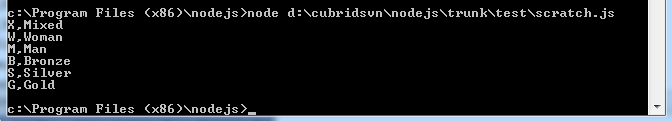 c:\Program Files (x86)\nodejs>node d:\cubridsvn\nodejs\trunk\test\scratch.js
X,Mixed
W,Woman
M,Man
B,Bronze
S,Silver
G,Gold
c:\Program Files (x86)\nodejs>_